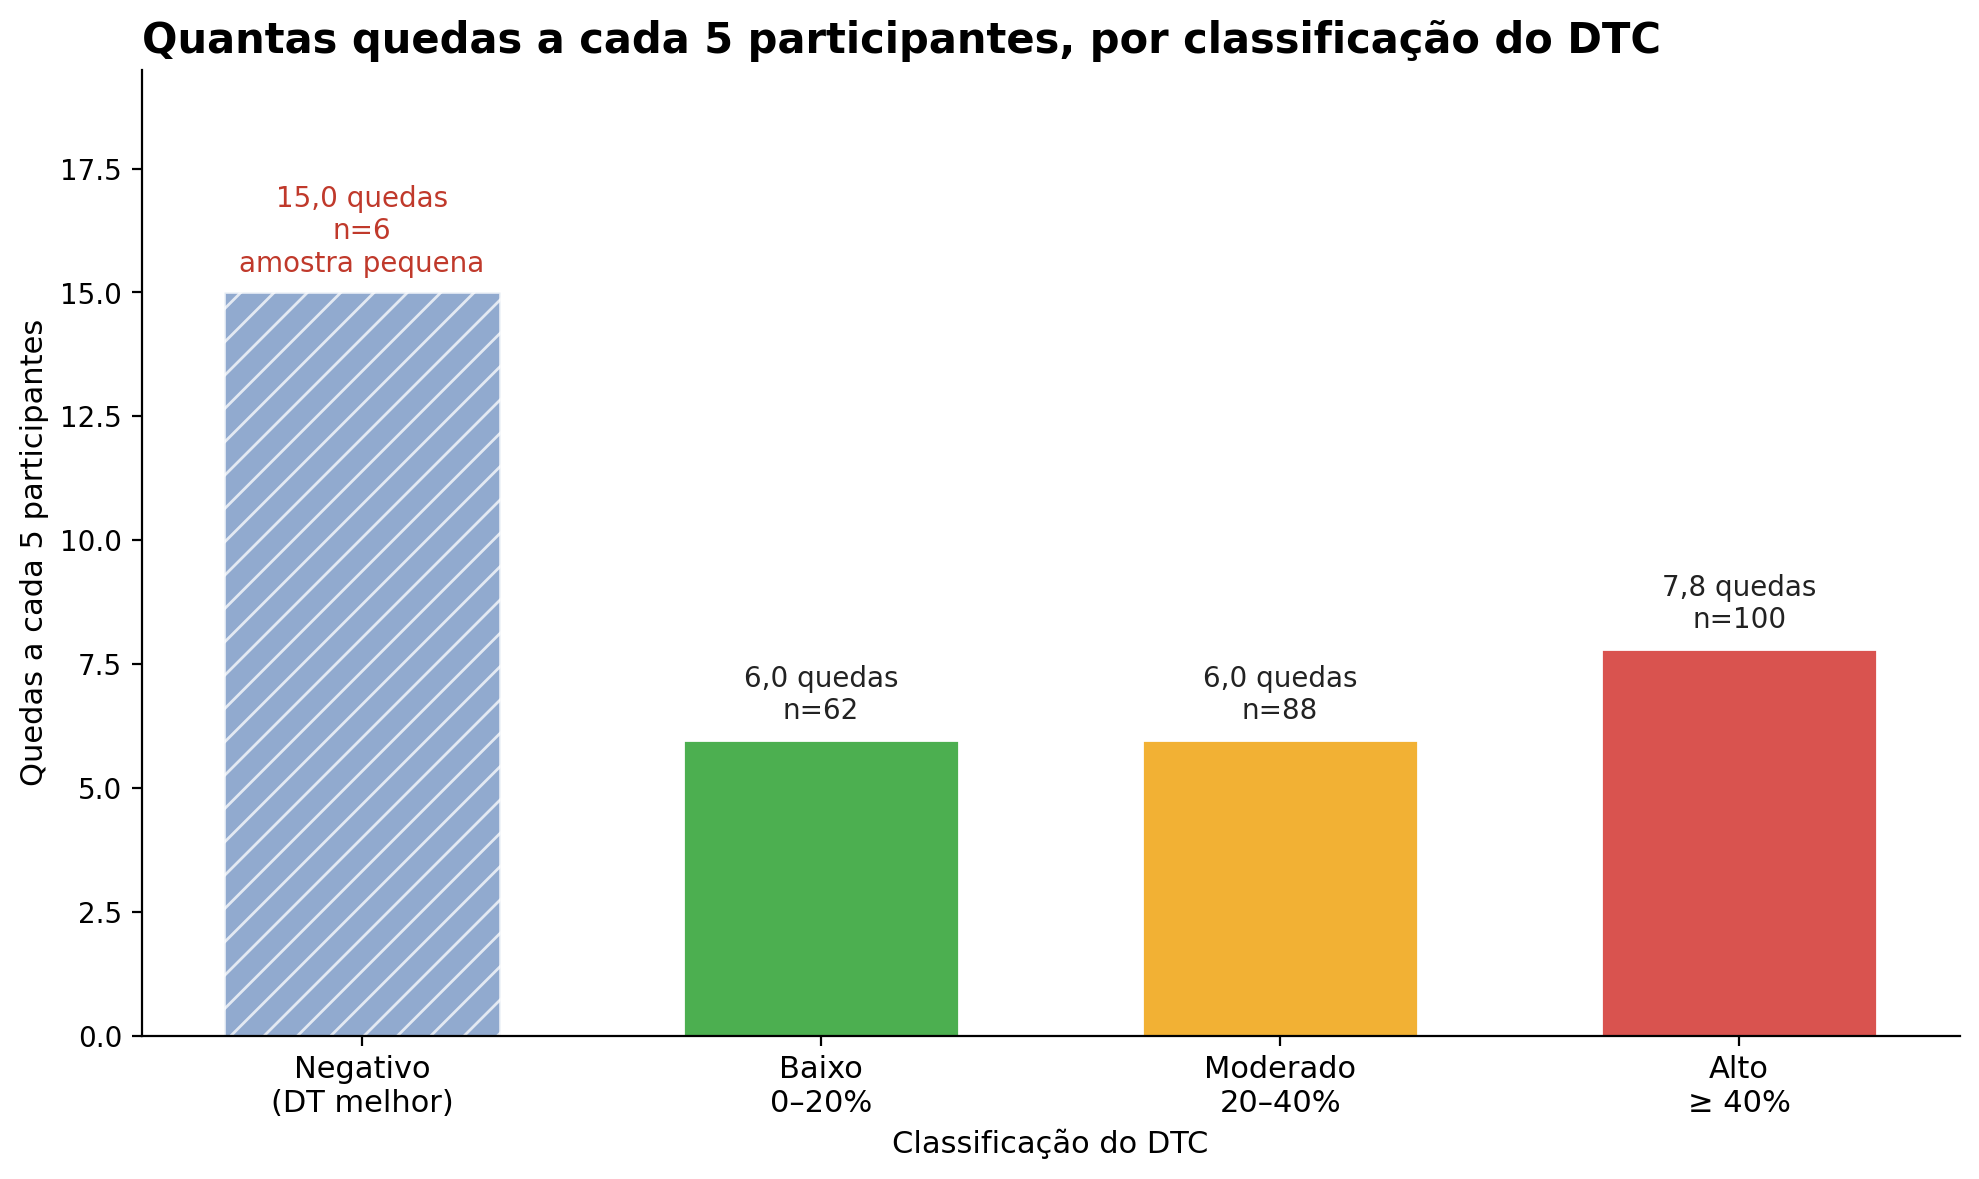 Quantas quedas a cada 5 participantes, por classificação do DTC
Quedas a cada 5 participantes
17.5
15.0
12.5
10.0
7.5
5.0
2.5
0.0
15,0 quedas
n=6
amostra pequena
6,0 quedas
n=62
6,0 quedas
n=88
7,8 quedas
n=100
Negativo
(DT melhor)
Baixo
0–20%
Moderado
20–40%
Alto
≥ 40%
Classificação do DTC